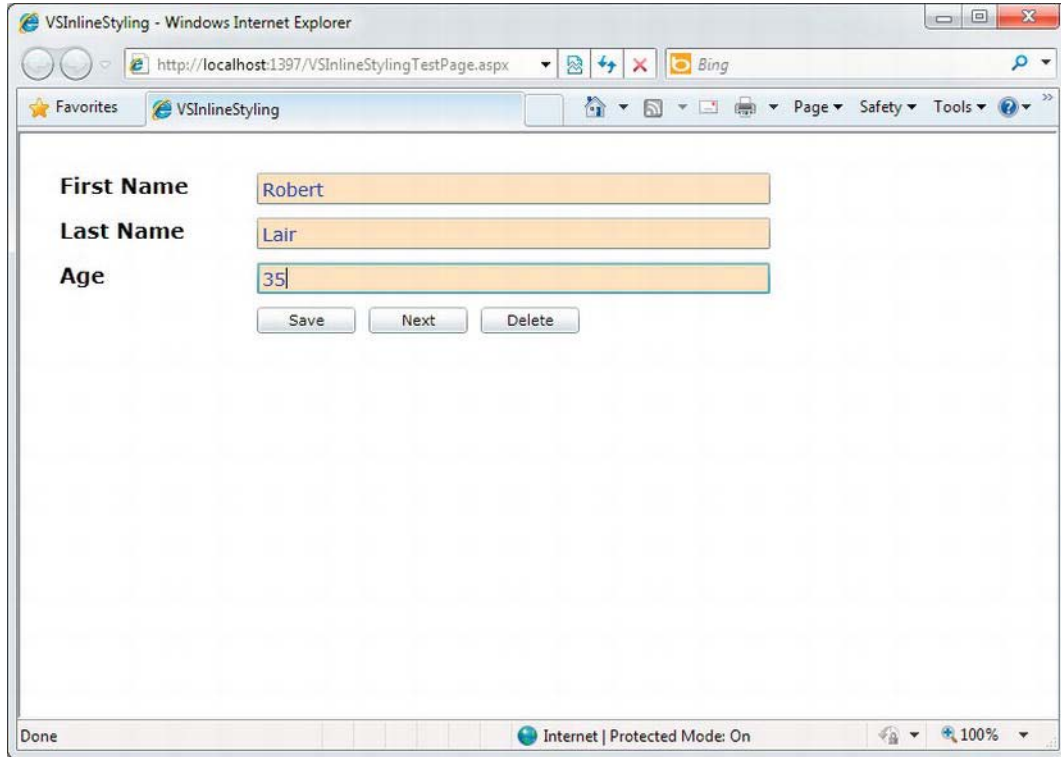 VSInlineStyling - Windows Internet Explorer
http://localhost:1397/VSInlineStylingTestPage.aspx
Bing
Favorites
VSInlineStyling
Page
Safety
Tools
First Name
Robert
Last Name
Lair
Age
35
Save
Next
Delete
Done
Internet | Protected Mode: On
100%